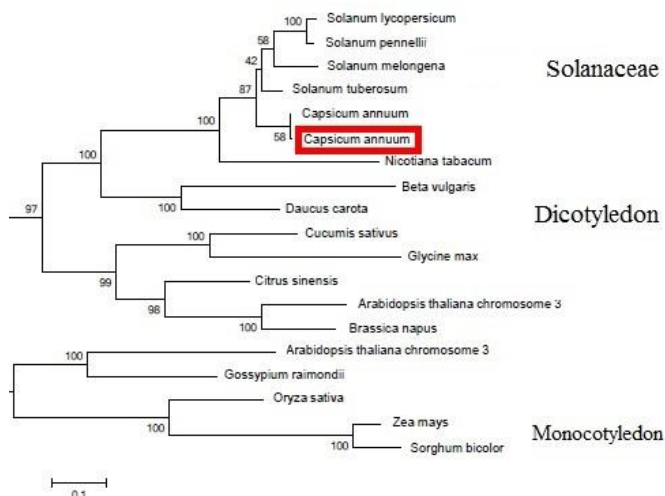 Solanum lycopersicum
100
Solanum pennellii
58
Solanum melongena
42
Solanum tuberosum
87
Capsicum annuum
58
Capsicum annuum
100
Nicotiana tabacum
Solanaceae
100
Beta vulgaris
100
Daucus carota
97
Cucumis sativus
100
Glycine max
99
Citrus sinensis
98
Arabidopsis thaliana chromosome 3
100
Brassica napus
Dicotyledon
Arabidopsis thaliana chromosome 3
100
Gossypium raimondii
Oryza sativa
100
Zea mays
100
Sorghum bicolor
Monocotyledon
0.1